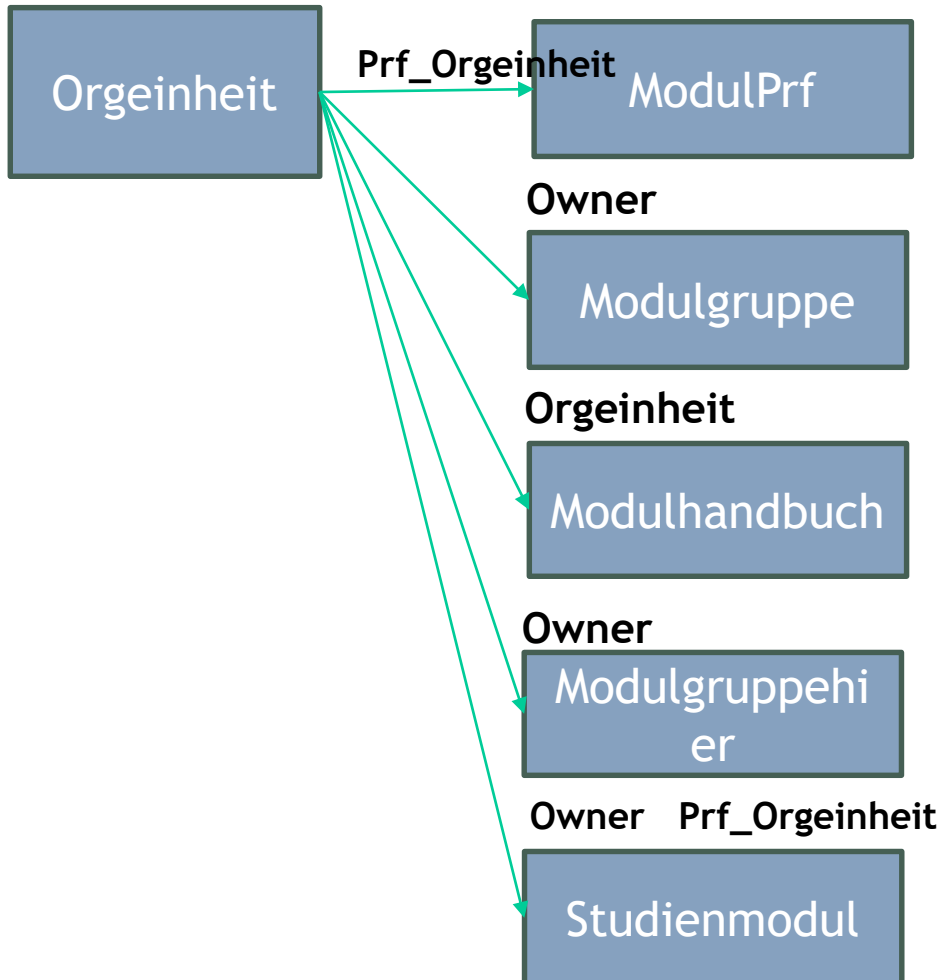 Orgeinheit
Prf_Orgeinheit
ModulPrf
Owner
Modulgruppe
Orgeinheit
Modulhandbuch
Owner
Modulgruppehi
er
Owner Prf_Orgeinheit
Studienmodul